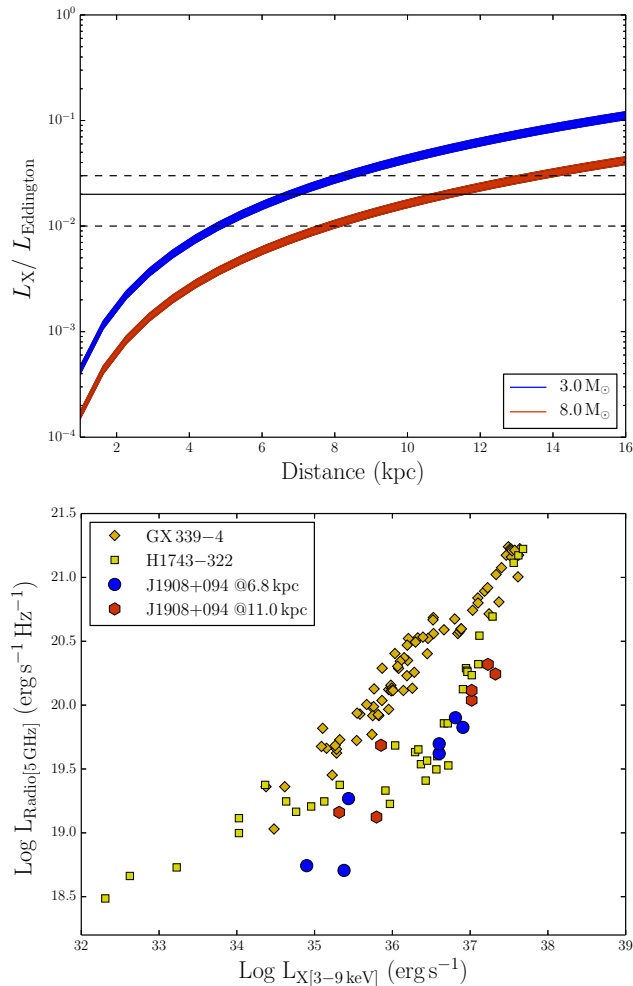 10⁰
10⁻¹
10⁻²
10⁻³
10⁻⁴
L_X / L_Eddington
2 4 6 8 10 12 14 16
Distance (kpc)
3.0 M☉
8.0 M☉
21.5
21.0
20.5
20.0
19.5
19.0
18.5
Log L_Radio[5 GHz] (erg s⁻¹ Hz⁻¹)
GX 339−4
H1743−322
J1908+094 @6.8 kpc
J1908+094 @11.0 kpc
32 33 34 35 36 37 38 39
Log L_X[3−9 keV] (erg s⁻¹)